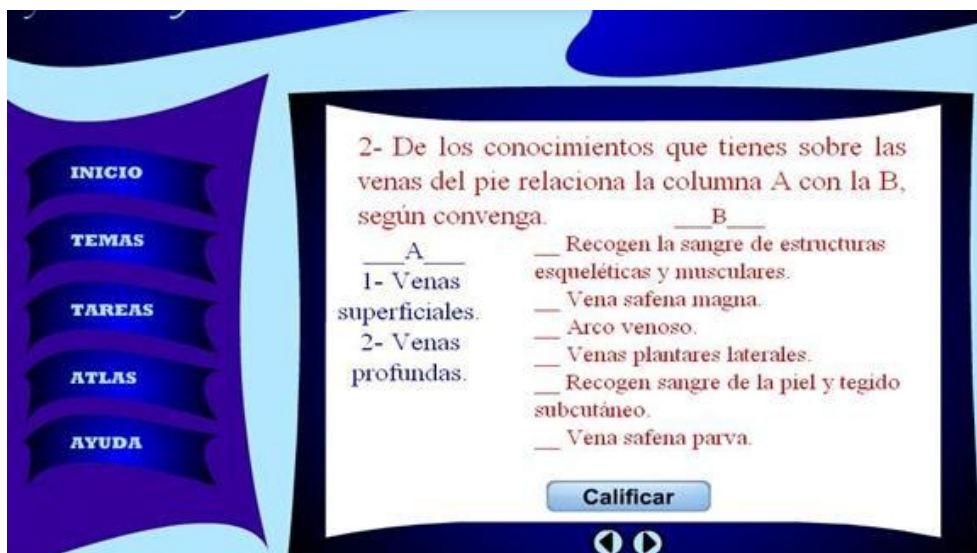 INICIO
TEMAS
TAREAS
ATLAS
AYUDA
2- De los conocimientos que tienes sobre las
venas del pie relaciona la columna A con la B,
según convenga.
___A___
1- Venas
superficiales.
2- Venas
profundas.
___B___
__ Recogen la sangre de estructuras
esqueléticas y musculares.
__ Vena safena magna.
__ Arco venoso.
__ Venas plantares laterales.
__ Recogen sangre de la piel y tegido
subcutáneo.
__ Vena safena parva.
Calificar